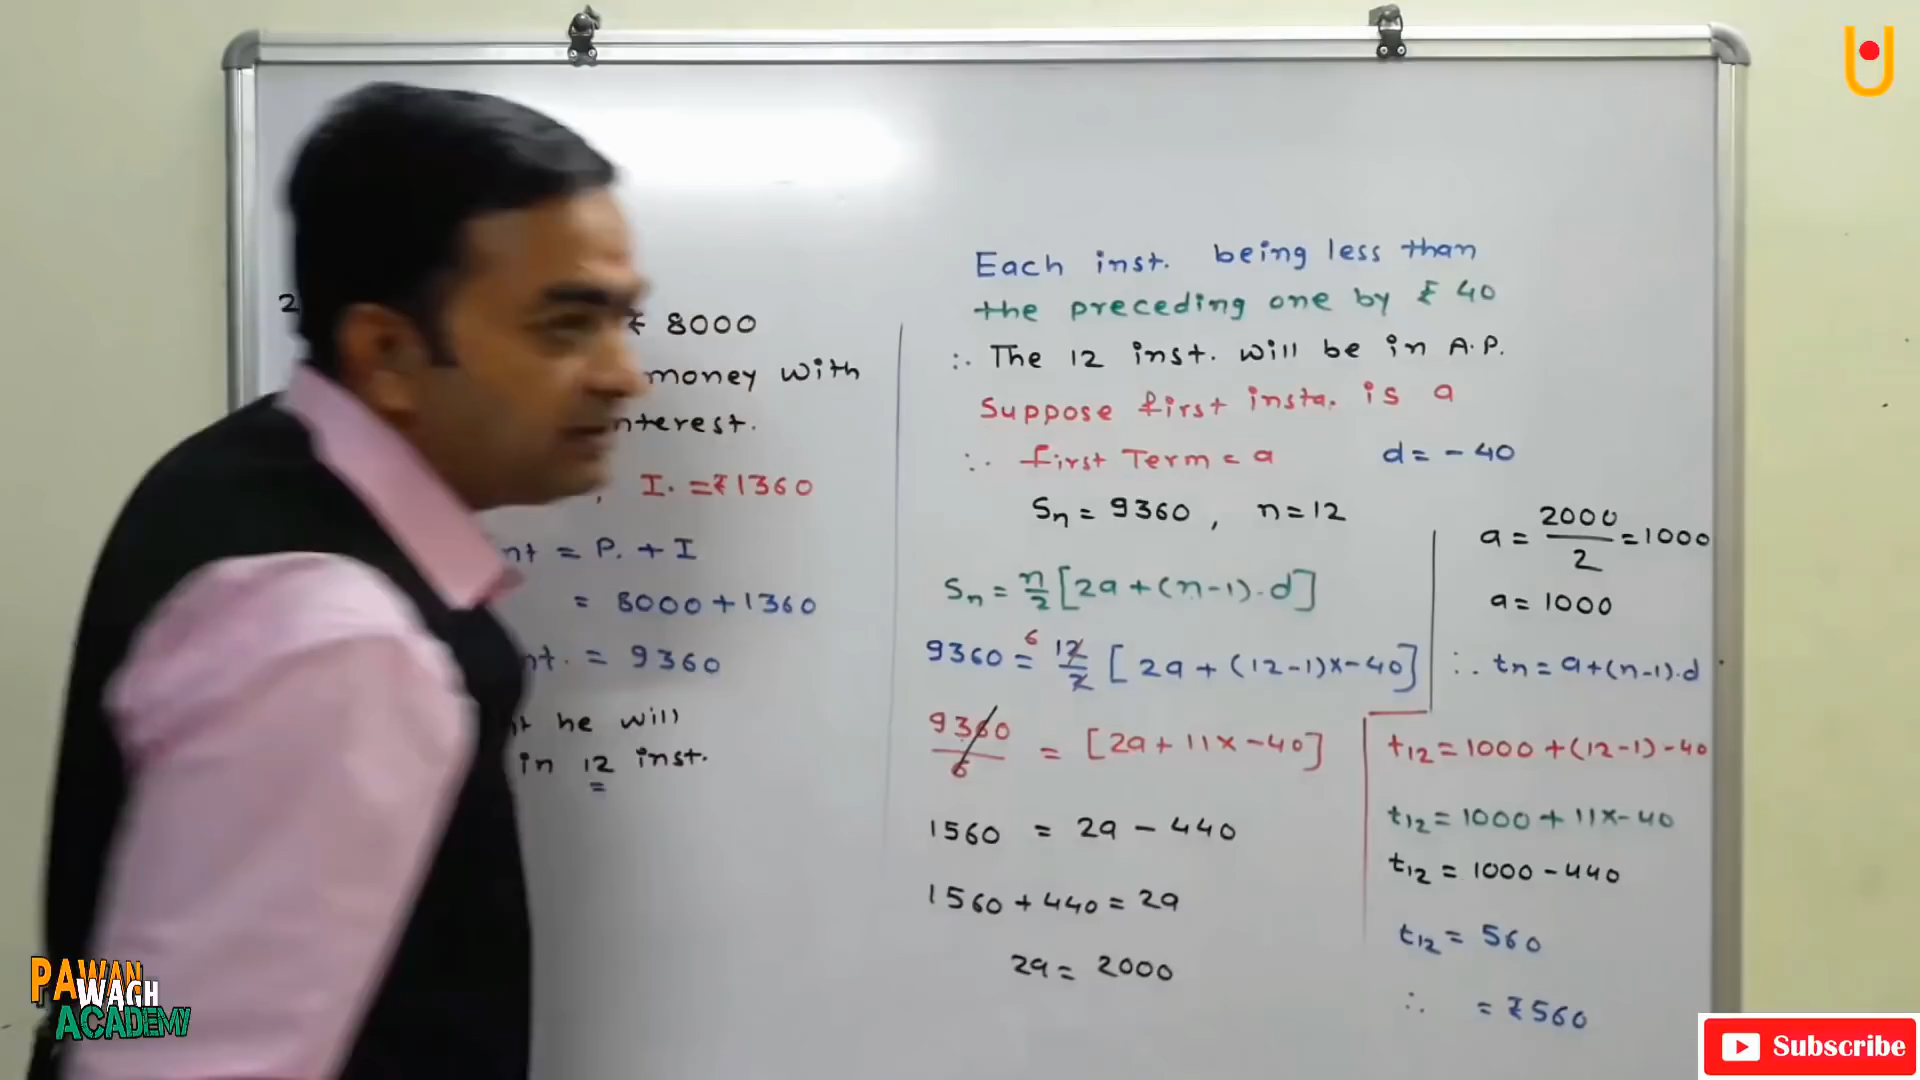 2
₹ 8000
money with
nterest.
, I. = ₹1360
nt = P. + I
= 8000 + 1360
nt. = 9360
he will
in 12 inst.
Each inst. being less than
the preceding one by ₹ 40
∴ The 12 inst. will be in A.P.
Suppose first insta. is a
∴ first Term = a d = - 40
Sn = 9360 , n = 12
Sn = n/2 [2a + (n-1).d]
9360 = 6 12/2 [2a + (12-1)x-40]
9360/6 = [2a + 11x-40]
1560 = 2a - 440
1560 + 440 = 2a
2a = 2000
a = 2000/2 = 1000
a = 1000
∴ tn = a+(n-1).d
t12 = 1000 + (12-1)-40
t12 = 1000 + 11x-40
t12 = 1000 - 440
t12 = 560
∴ = ₹560
PAWAN
WAGH
ACADEMY
Subscribe